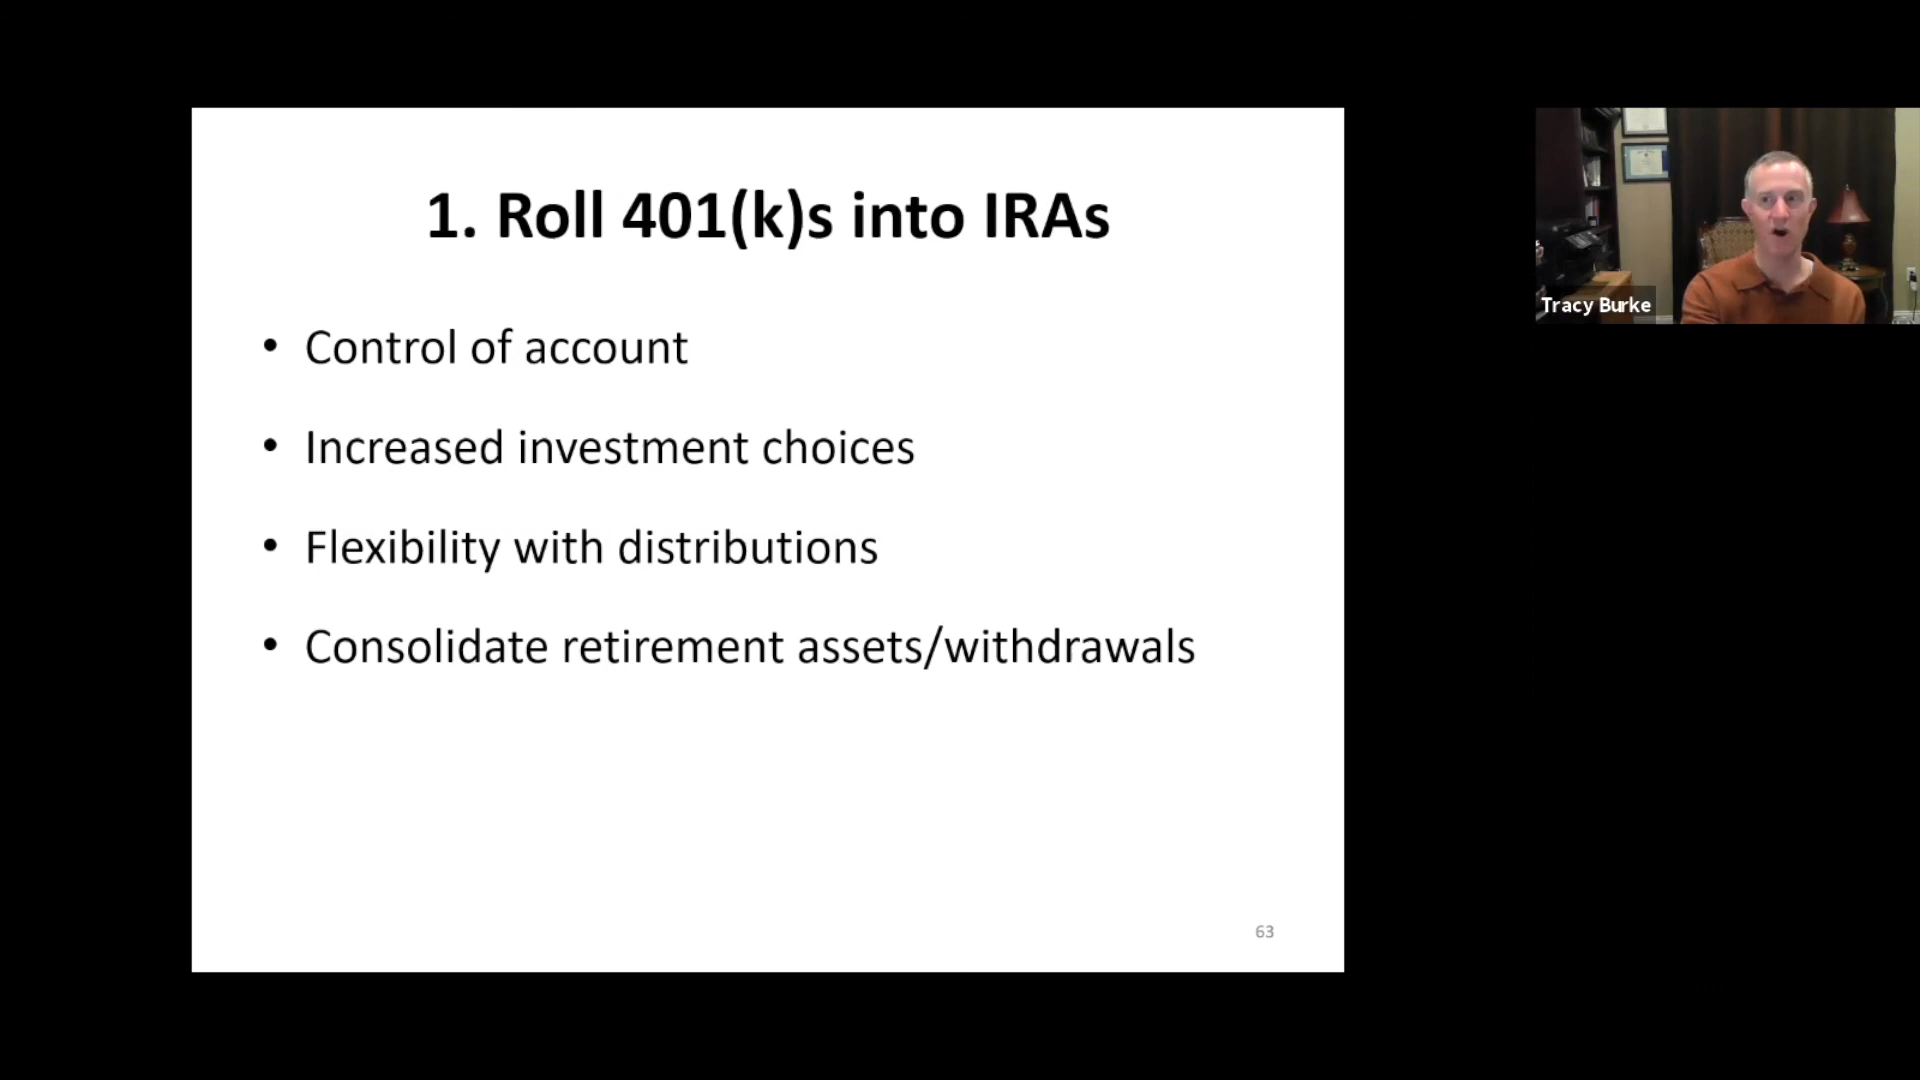 1. Roll 401(k)s into IRAs
• Control of account
• Increased investment choices
• Flexibility with distributions
• Consolidate retirement assets/withdrawals
63
Tracy Burke